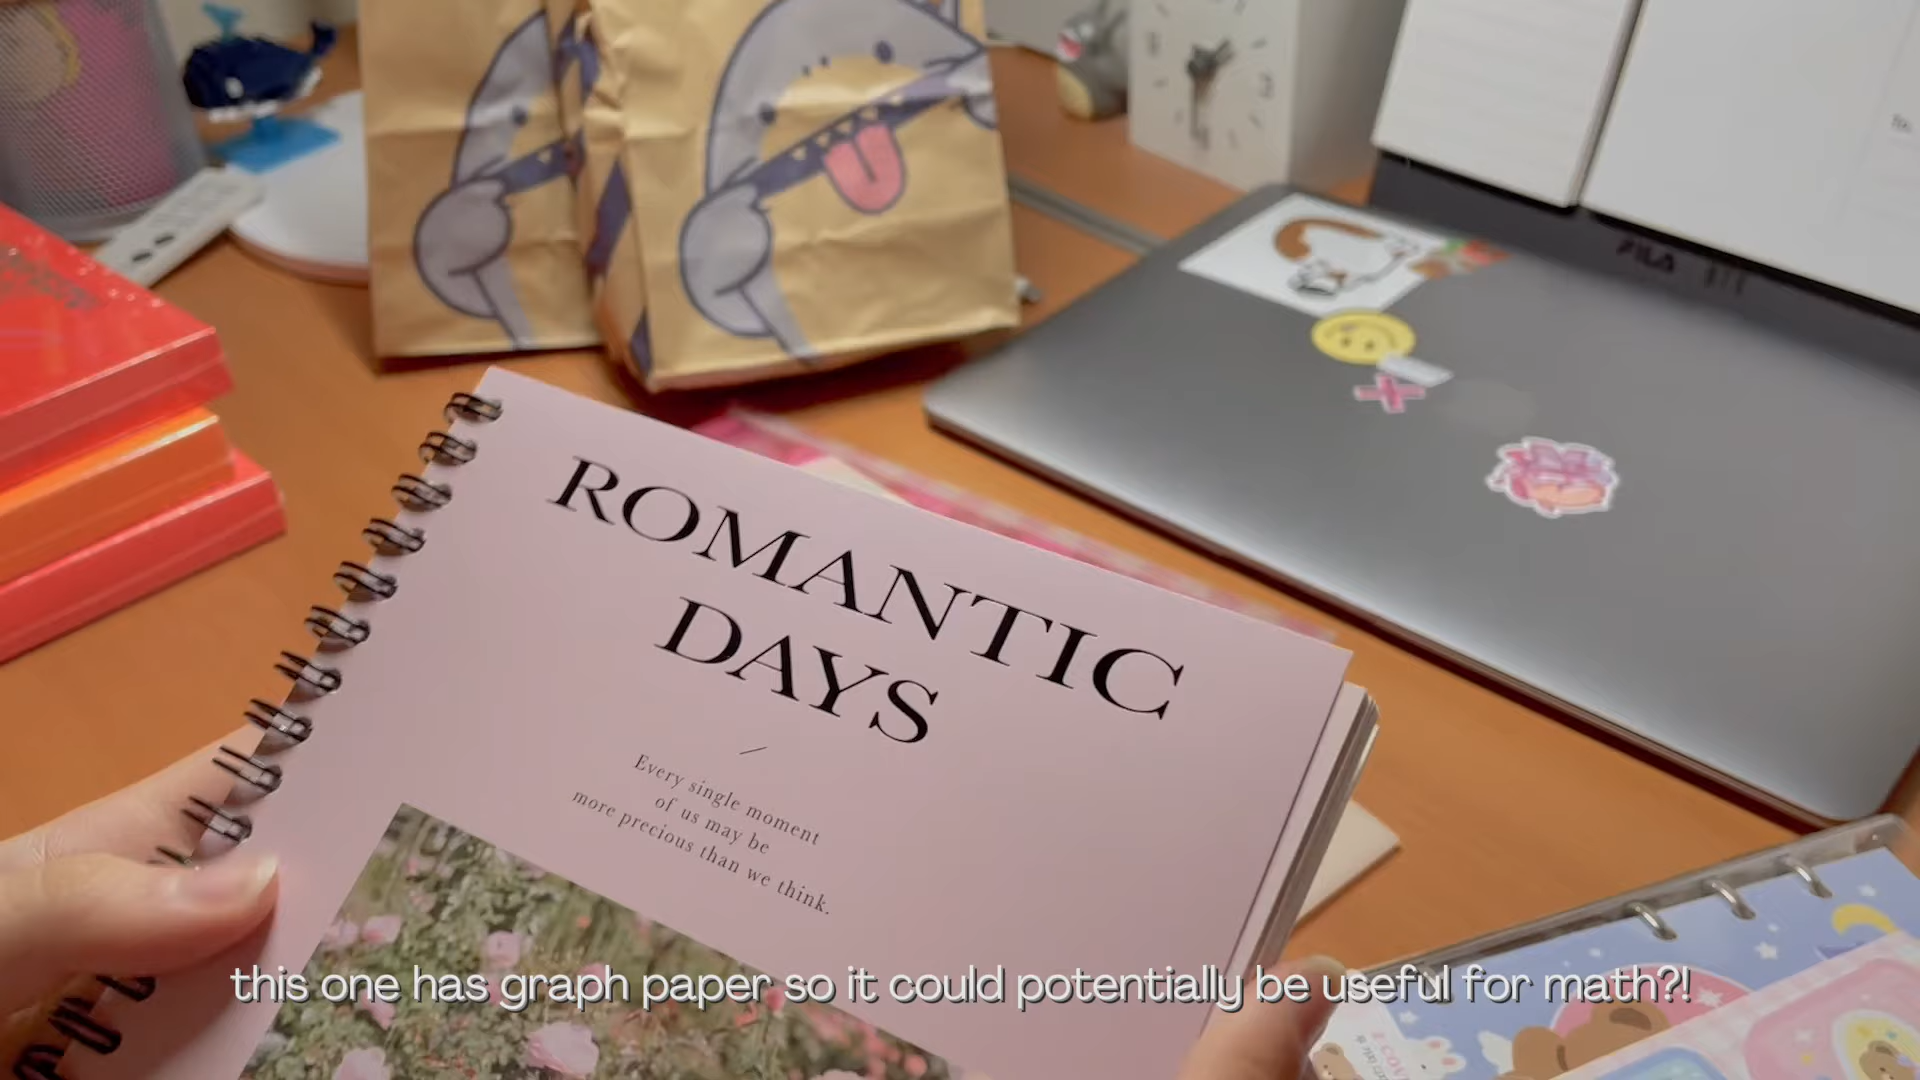 ROMANTIC
DAYS
Every single moment
of us may be
more precious than we think.
this one has graph paper so it could potentially be useful for math?!
FILA